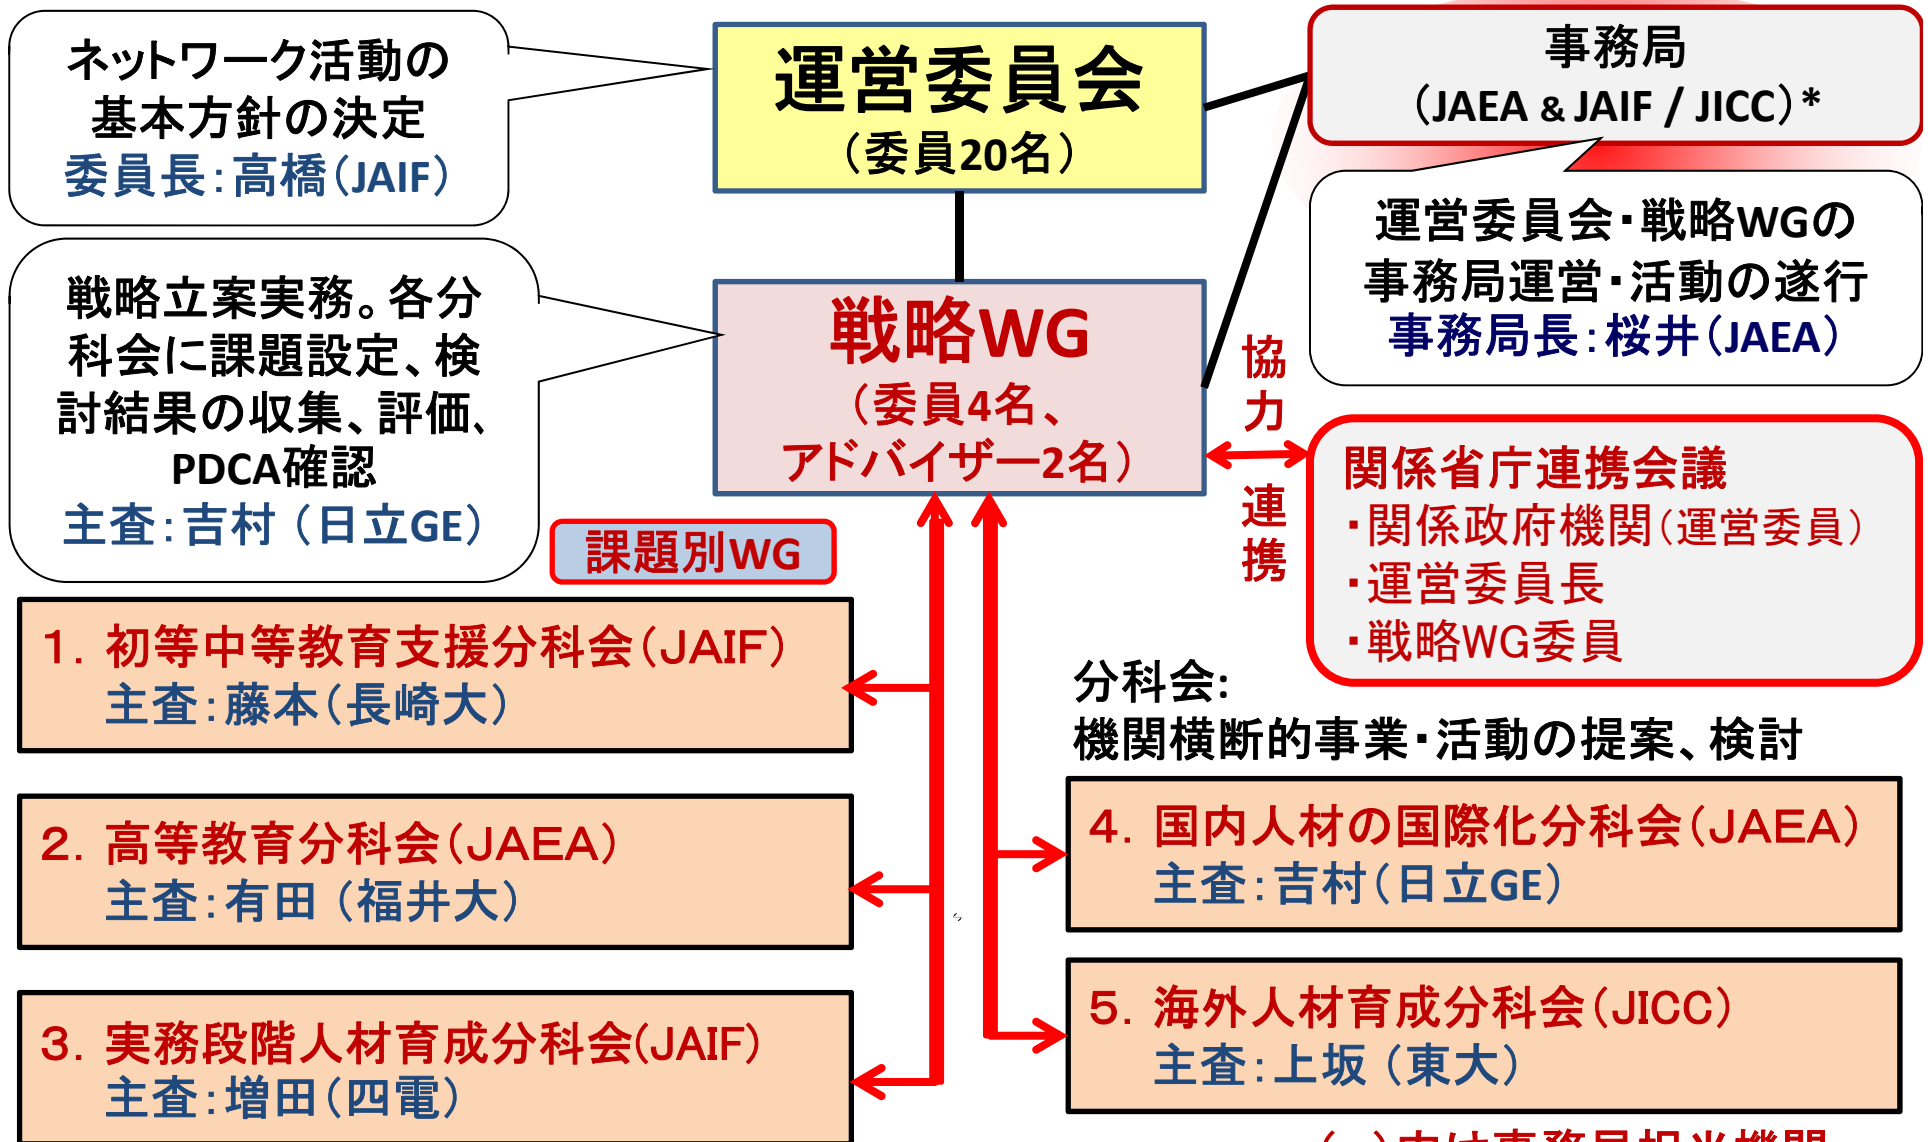 ネットワーク活動の
基本方針の決定
委員長：高橋（JAIF）
運営委員会
（委員20名）
事務局
（JAEA & JAIF / JICC）*
運営委員会・戦略WGの
事務局運営・活動の遂行
事務局長：桜井（JAEA）
戦略立案実務。各分
科会に課題設定、検
討結果の収集、評価、
PDCA確認
主査：吉村（日立GE）
戦略WG
（委員4名、
アドバイザー2名）
協力
連携
関係省庁連携会議
・関係政府機関（運営委員）
・運営委員長
・戦略WG委員
課題別WG
1．初等中等教育支援分科会（JAIF）
主査：藤本（長崎大）
2．高等教育分科会（JAEA）
主査：有田（福井大）
3．実務段階人材育成分科会(JAIF)
主査：増田（四電）
分科会:
機関横断的事業・活動の提案、検討
4．国内人材の国際化分科会（JAEA）
主査：吉村（日立GE）
5．海外人材育成分科会（JICC）
主査：上坂（東大）